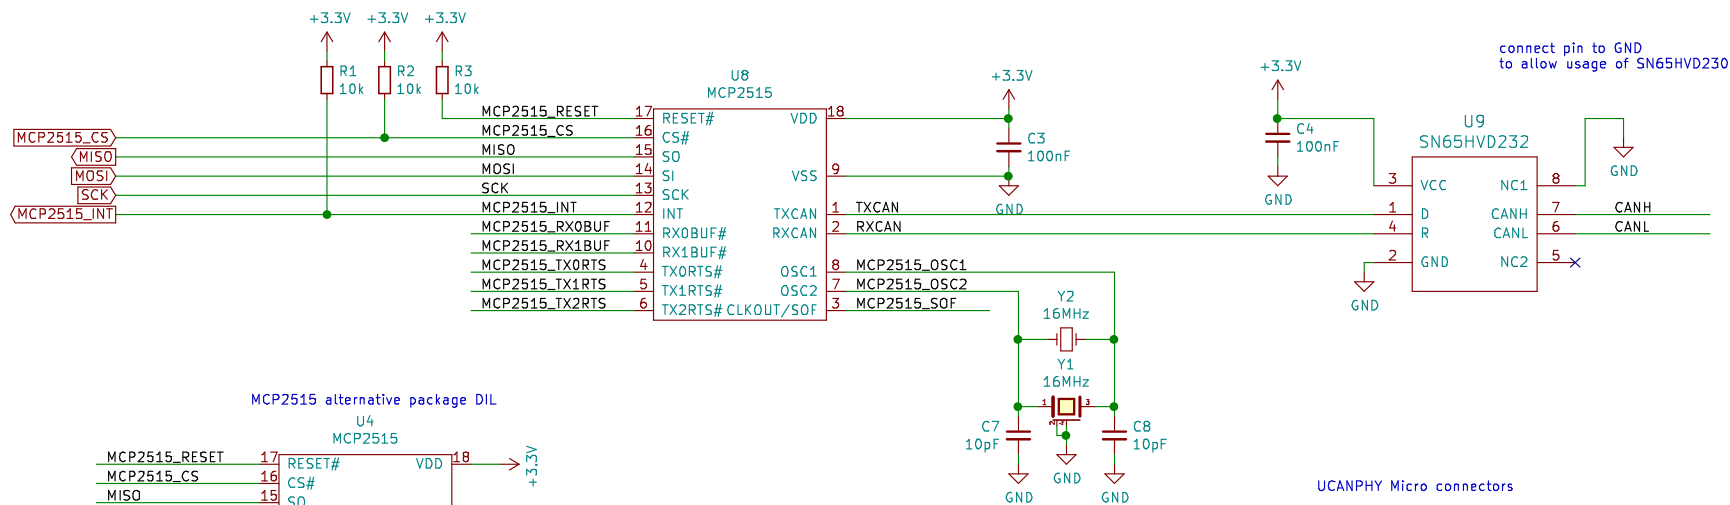 +3.3V +3.3V +3.3V
connect pin to GND
to allow usage of SN65HVD230
R1 10k
R2 10k
R3 10k
U8
MCP2515
+3.3V
+3.3V
MCP2515_RESET 17 RESET# VDD 18
MCP2515_CS MCP2515_CS 16 CS#
MISO MISO 15 SO
MOSI MOSI 14 SI VSS 9
SCK SCK 13 SCK
MCP2515_INT MCP2515_INT 12 INT TXCAN 1 TXCAN
MCP2515_RX0BUF 11 RX0BUF# RXCAN 2 RXCAN
MCP2515_RX1BUF 10 RX1BUF#
MCP2515_TX0RTS 4 TX0RTS# OSC1 8 MCP2515_OSC1
MCP2515_TX1RTS 5 TX1RTS# OSC2 7 MCP2515_OSC2
MCP2515_TX2RTS 6 TX2RTS# CLKOUT/SOF 3 MCP2515_SOF
C3
100nF
GND
C4
100nF
GND
U9
SN65HVD232
3 VCC NC1 8
GND
1 D CANH 7 CANH
4 R CANL 6 CANL
2 GND NC2 5
GND
Y2
16MHz
Y1
16MHz
1 3
2 4
C7
10pF
C8
10pF
GND
GND
GND
MCP2515 alternative package DIL
U4
MCP2515
MCP2515_RESET 17 RESET# VDD 18 +3.3V
MCP2515_CS 16 CS#
MISO 15 SO
UCANPHY Micro connectors